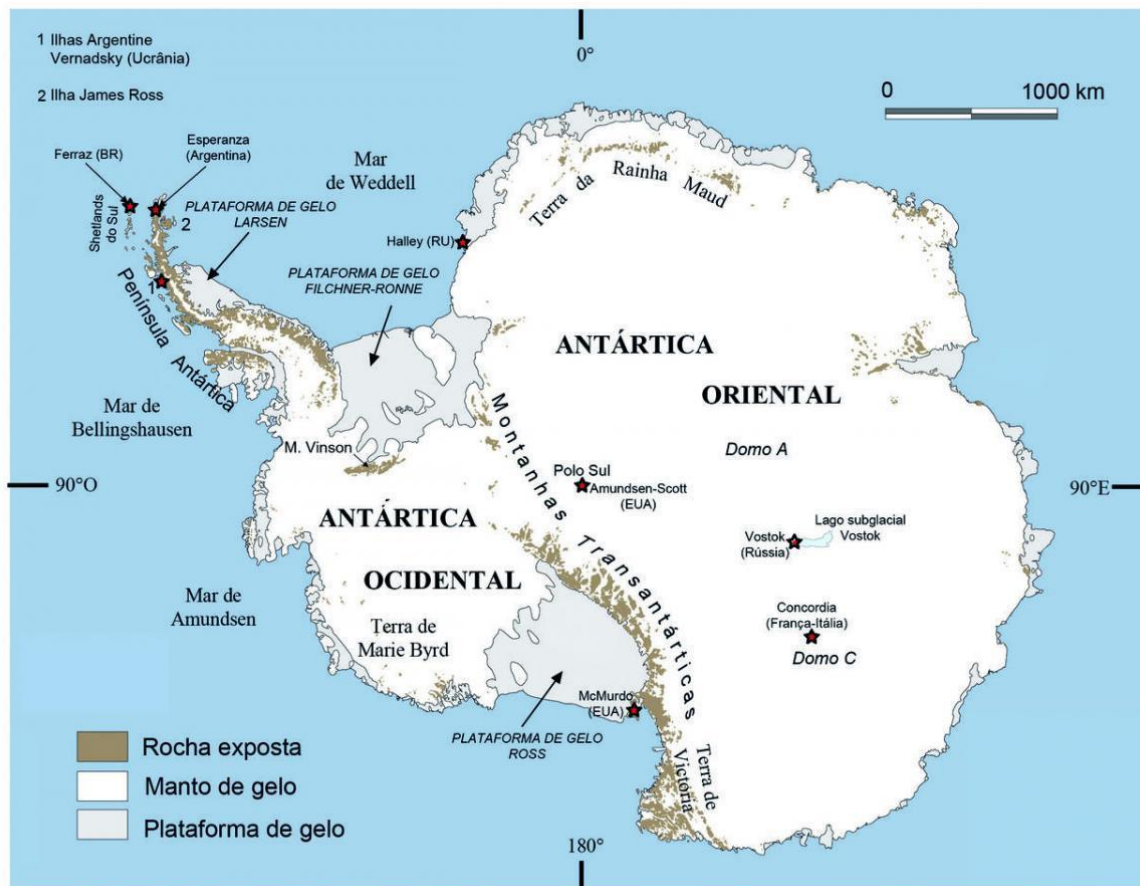 0°
1 Ilhas Argentine
Vernadsky (Ucrânia)
2 Ilha James Ross
0 1000 km
Ferraz (BR)
Esperanza
(Argentina)
Mar
de Weddell
Terra da Rainha Maud
Shetlands
do Sul
2
PLATAFORMA DE GELO
LARSEN
Halley (RU)
1
PLATAFORMA DE GELO
FILCHNER-RONNE
Península Antártica
ANTÁRTICA
ORIENTAL
Mar de
Bellingshausen
M. Vinson
Domo A
Montanhas Transantárticas
Polo Sul
Amundsen-Scott
(EUA)
90°O
90°E
ANTÁRTICA
OCIDENTAL
Vostok
(Rússia)
Lago subglacial
Vostok
Mar de
Amundsen
Concordia
(França-Itália)
Domo C
Terra de
Marie Byrd
McMurdo
(EUA)
PLATAFORMA DE GELO
ROSS
Terra de
Victória
Rocha exposta
Manto de gelo
Plataforma de gelo
180°